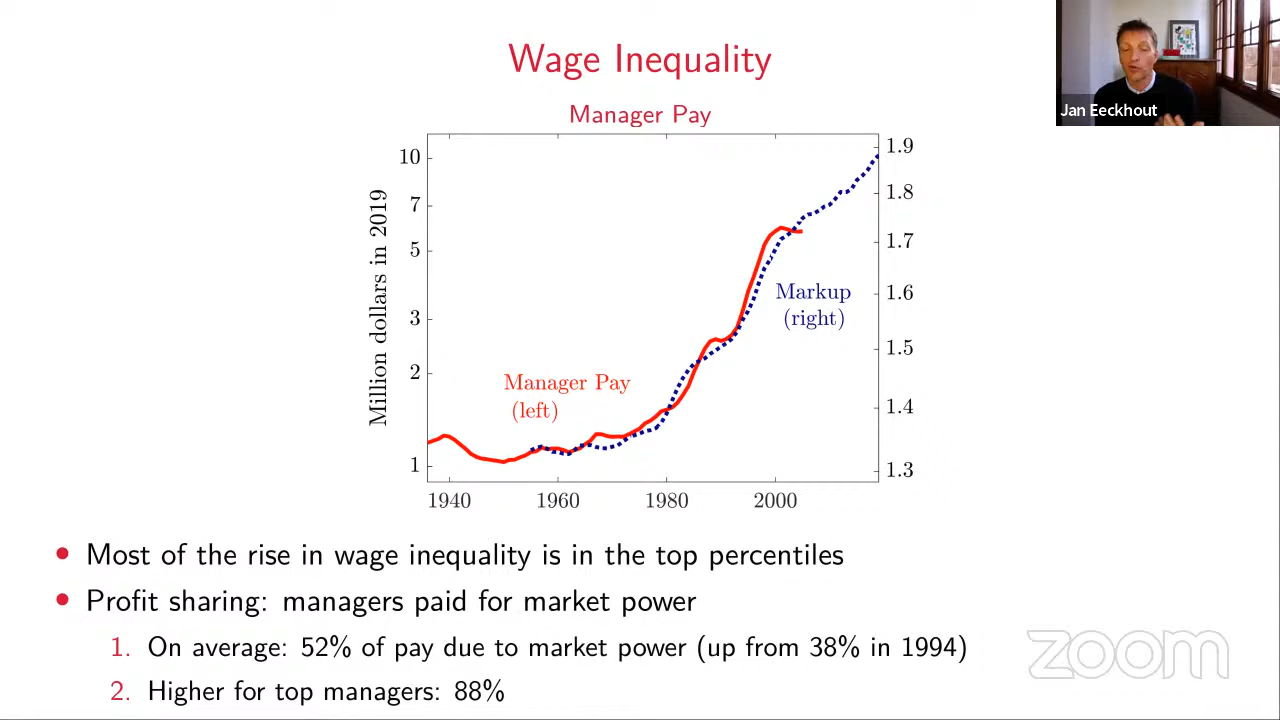 Wage Inequality
Jan Eeckhout
Manager Pay
Million dollars in 2019
10
7
5
3
2
1
1.9
1.8
1.7
1.6
1.5
1.4
1.3
Markup
(right)
Manager Pay
(left)
1940
1960
1980
2000
• Most of the rise in wage inequality is in the top percentiles
• Profit sharing: managers paid for market power
1. On average: 52% of pay due to market power (up from 38% in 1994)
2. Higher for top managers: 88%
zoom